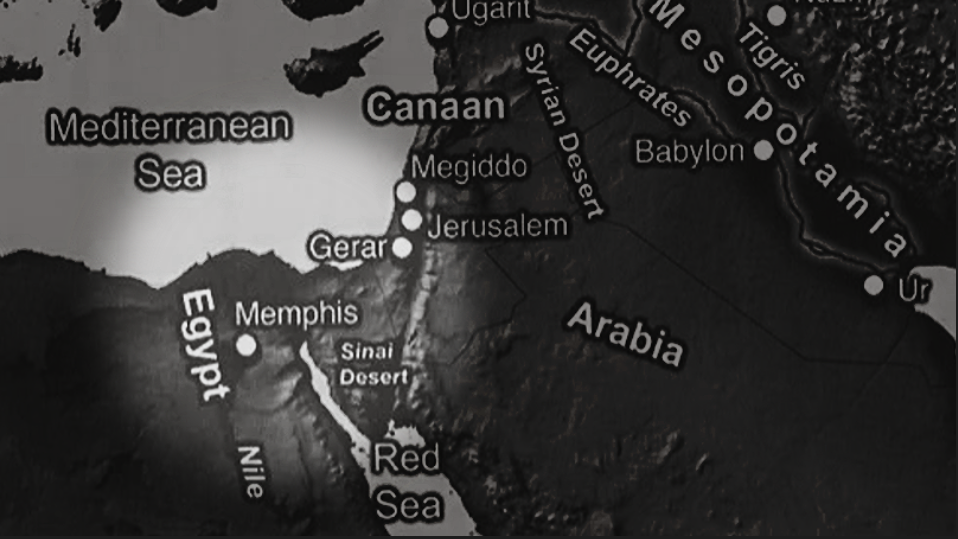 Ugarit
Mesopotamia
Tigris
Euphrates
Syrian Desert
Canaan
Mediterranean
Sea
Babylon
Megiddo
Jerusalem
Gerar
Ur
Egypt
Memphis
Arabia
Sinai
Desert
Nile
Red
Sea